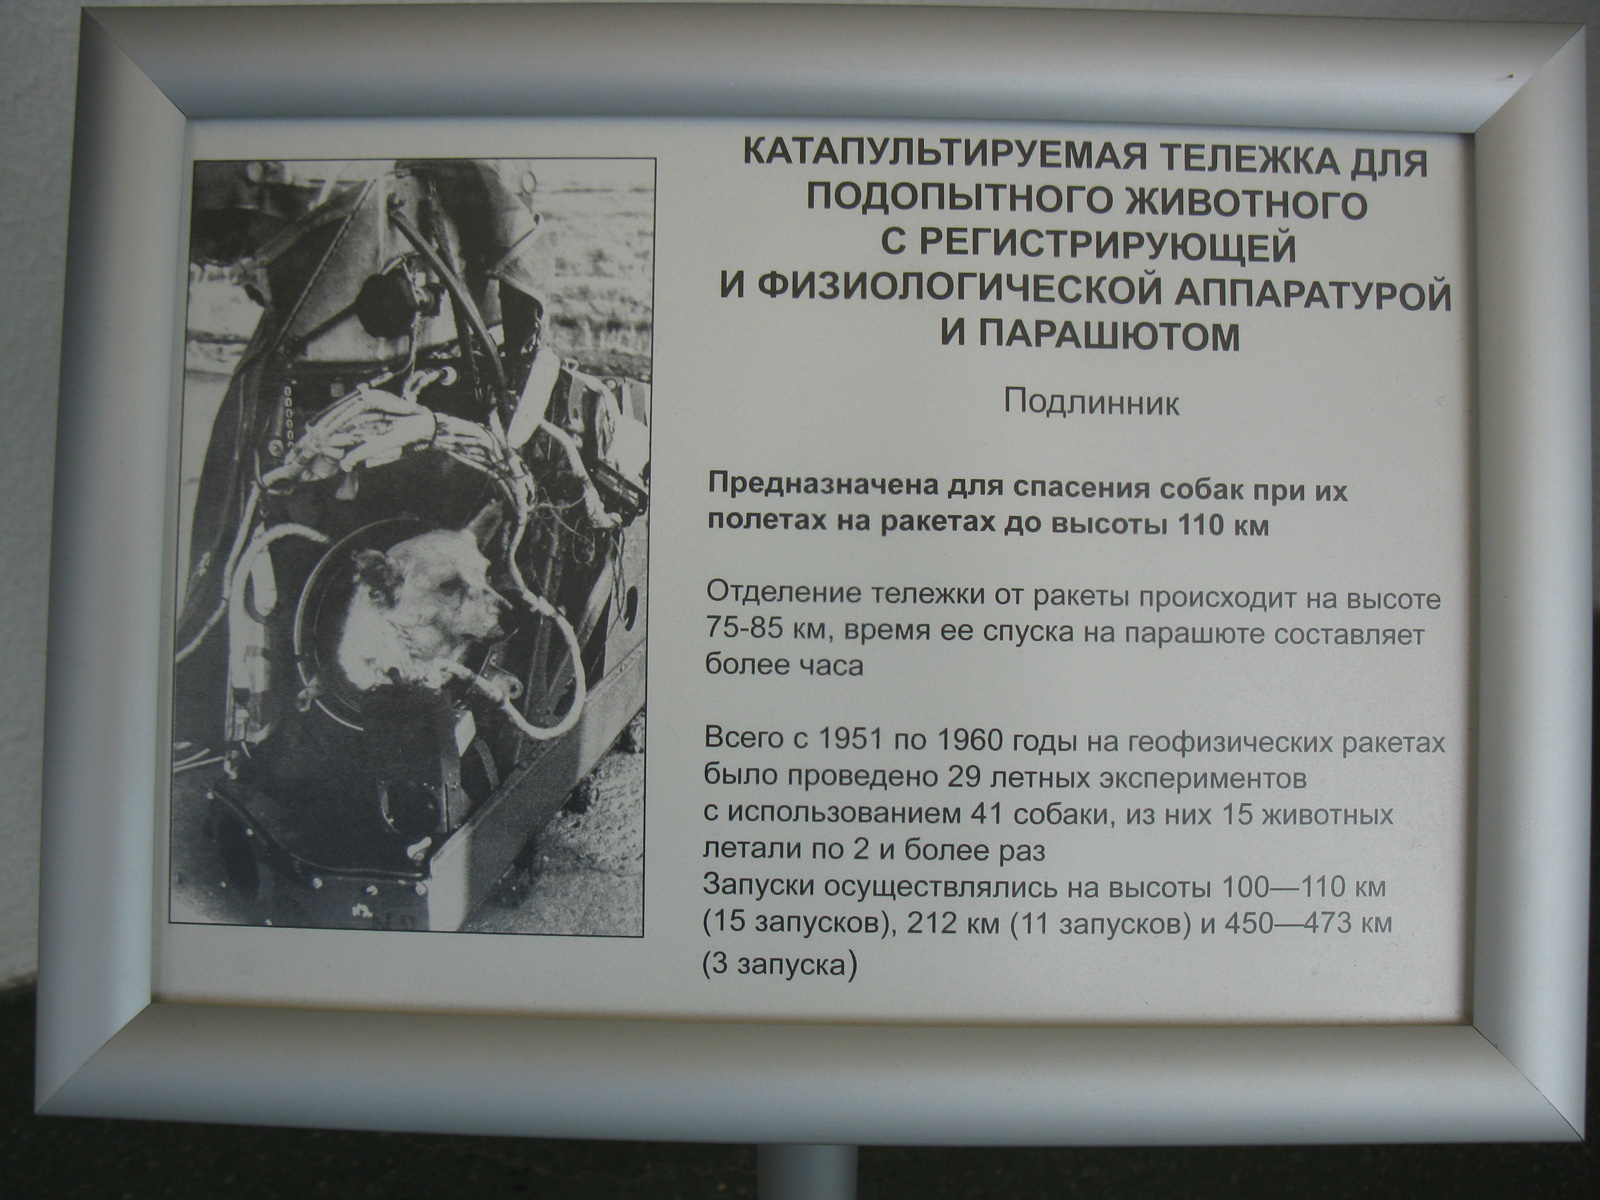 КАТАПУЛЬТИРУЕМАЯ ТЕЛЕЖКА ДЛЯ
ПОДОПЫТНОГО ЖИВОТНОГО
С РЕГИСТРИРУЮЩЕЙ
И ФИЗИОЛОГИЧЕСКОЙ АППАРАТУРОЙ
И ПАРАШЮТОМ
Подлинник
Предназначена для спасения собак при их
полетах на ракетах до высоты 110 км
Отделение тележки от ракеты происходит на высоте
75-85 км, время ее спуска на парашюте составляет
более часа
Всего с 1951 по 1960 годы на геофизических ракетах
было проведено 29 летных экспериментов
с использованием 41 собаки, из них 15 животных
летали по 2 и более раз
Запуски осуществлялись на высоты 100—110 км
(15 запусков), 212 км (11 запусков) и 450—473 км
(3 запуска)